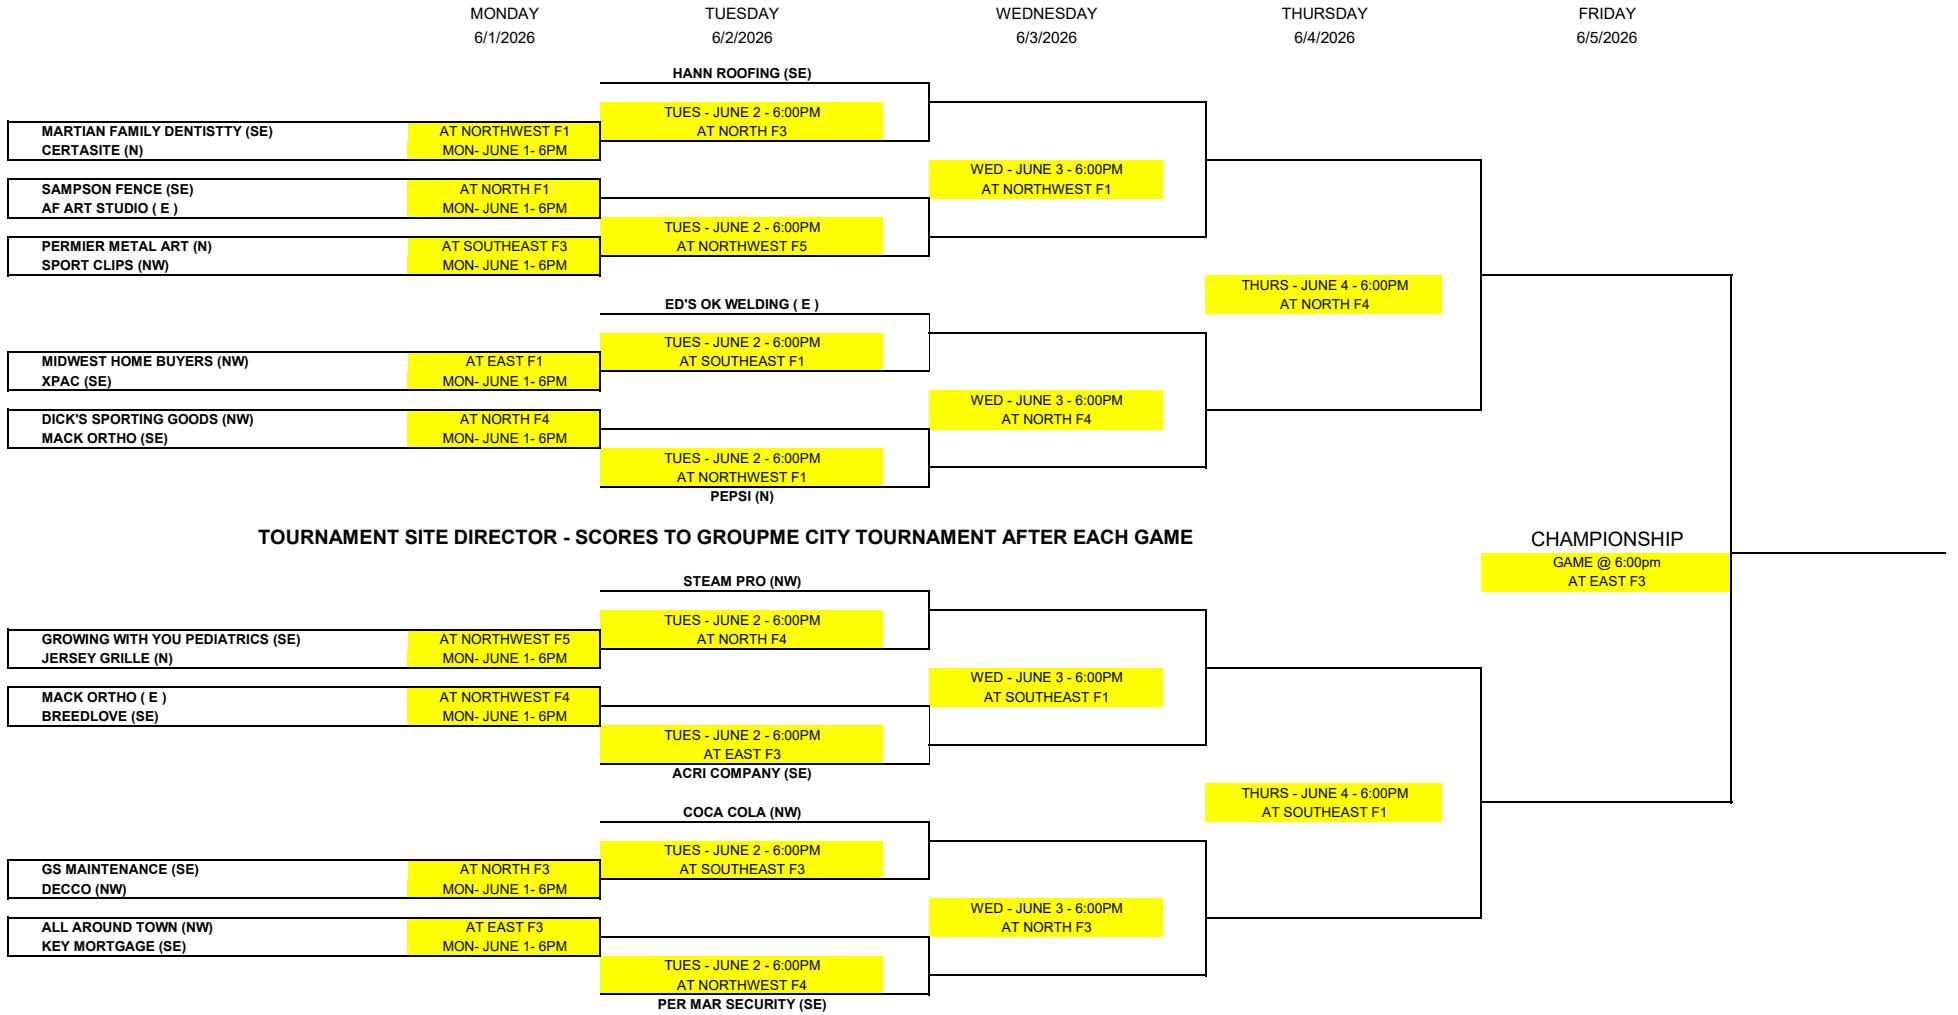 MONDAY TUESDAY WEDNESDAY THURSDAY FRIDAY
6/1/2026 6/2/2026 6/3/2026 6/4/2026 6/5/2026
HANN ROOFING (SE)
TUES - JUNE 2 - 6:00PM
MARTIAN FAMILY DENTISTTY (SE) AT NORTHWEST F1 AT NORTH F3
CERTASITE (N) MON- JUNE 1- 6PM
WED - JUNE 3 - 6:00PM
SAMPSON FENCE (SE) AT NORTH F1 AT NORTHWEST F1
AF ART STUDIO ( E ) MON- JUNE 1- 6PM
TUES - JUNE 2 - 6:00PM
PERMIER METAL ART (N) AT SOUTHEAST F3 AT NORTHWEST F5
SPORT CLIPS (NW) MON- JUNE 1- 6PM
THURS - JUNE 4 - 6:00PM
ED'S OK WELDING ( E ) AT NORTH F4
TUES - JUNE 2 - 6:00PM
MIDWEST HOME BUYERS (NW) AT EAST F1 AT SOUTHEAST F1
XPAC (SE) MON- JUNE 1- 6PM
WED - JUNE 3 - 6:00PM
DICK'S SPORTING GOODS (NW) AT NORTH F4 AT NORTH F4
MACK ORTHO (SE) MON- JUNE 1- 6PM
TUES - JUNE 2 - 6:00PM
AT NORTHWEST F1
PEPSI (N)
TOURNAMENT SITE DIRECTOR - SCORES TO GROUPME CITY TOURNAMENT AFTER EACH GAME CHAMPIONSHIP
GAME @ 6:00pm
STEAM PRO (NW) AT EAST F3
TUES - JUNE 2 - 6:00PM
GROWING WITH YOU PEDIATRICS (SE) AT NORTHWEST F5 AT NORTH F4
JERSEY GRILLE (N) MON- JUNE 1- 6PM
WED - JUNE 3 - 6:00PM
MACK ORTHO ( E ) AT NORTHWEST F4 AT SOUTHEAST F1
BREEDLOVE (SE) MON- JUNE 1- 6PM
TUES - JUNE 2 - 6:00PM
AT EAST F3
ACRI COMPANY (SE)
THURS - JUNE 4 - 6:00PM
COCA COLA (NW) AT SOUTHEAST F1
TUES - JUNE 2 - 6:00PM
GS MAINTENANCE (SE) AT NORTH F3 AT SOUTHEAST F3
DECCO (NW) MON- JUNE 1- 6PM
WED - JUNE 3 - 6:00PM
ALL AROUND TOWN (NW) AT EAST F3 AT NORTH F3
KEY MORTGAGE (SE) MON- JUNE 1- 6PM
TUES - JUNE 2 - 6:00PM
AT NORTHWEST F4
PER MAR SECURITY (SE)